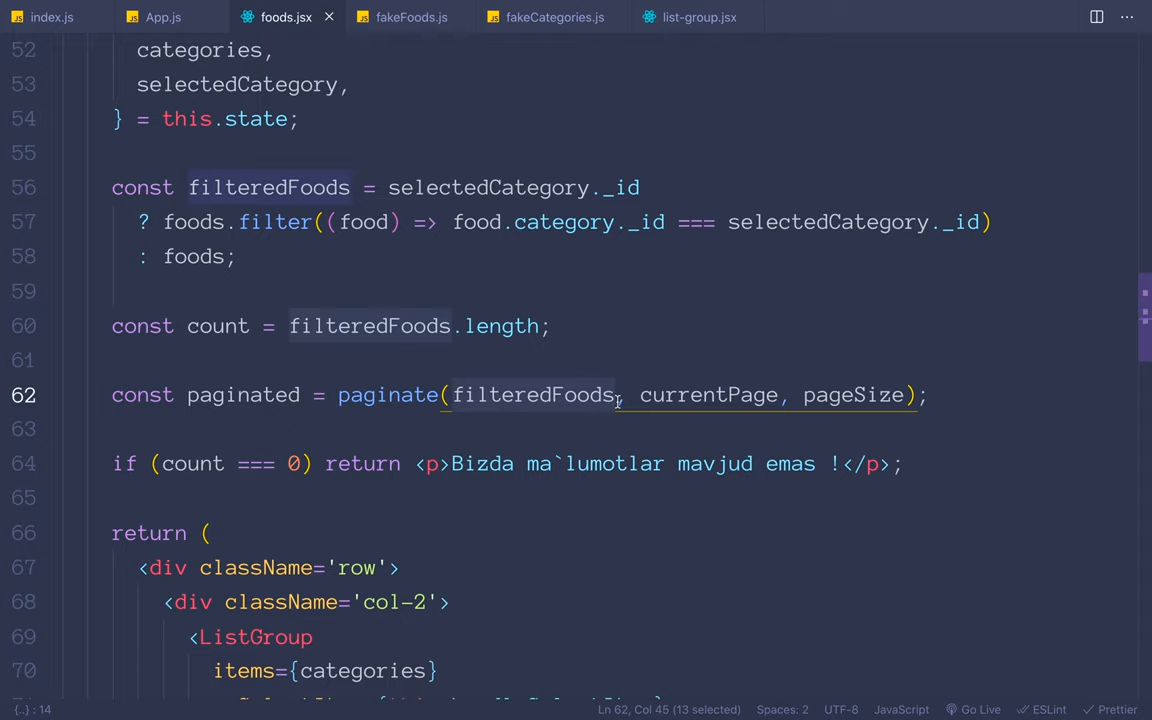 index.js App.js foods.jsx fakeFoods.js fakeCategories.js list-group.jsx
52 categories,
53 selectedCategory,
54 } = this.state;
55
56 const filteredFoods = selectedCategory._id
57 ? foods.filter((food) => food.category._id === selectedCategory._id)
58 : foods;
59
60 const count = filteredFoods.length;
61
62 const paginated = paginate(filteredFoods, currentPage, pageSize);
63
64 if (count === 0) return <p>Bizda ma`lumotlar mavjud emas !</p>;
65
66 return (
67 <div className='row'>
68 <div className='col-2'>
69 <ListGroup
70 items={categories}
{..} : 14 Ln 62, Col 45 (13 selected) Spaces: 2 UTF-8 JavaScript Go Live ESLint Prettier